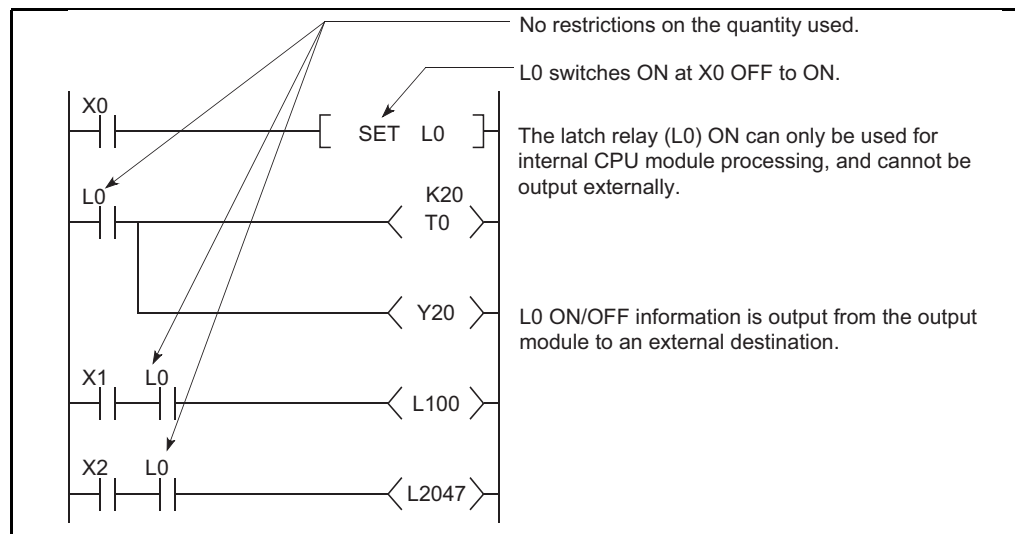 No restrictions on the quantity used.
L0 switches ON at X0 OFF to ON.
X0
SET L0
The latch relay (L0) ON can only be used for
internal CPU module processing, and cannot be
output externally.
L0
K20
T0
Y20
L0 ON/OFF information is output from the output
module to an external destination.
X1 L0
L100
X2 L0
L2047